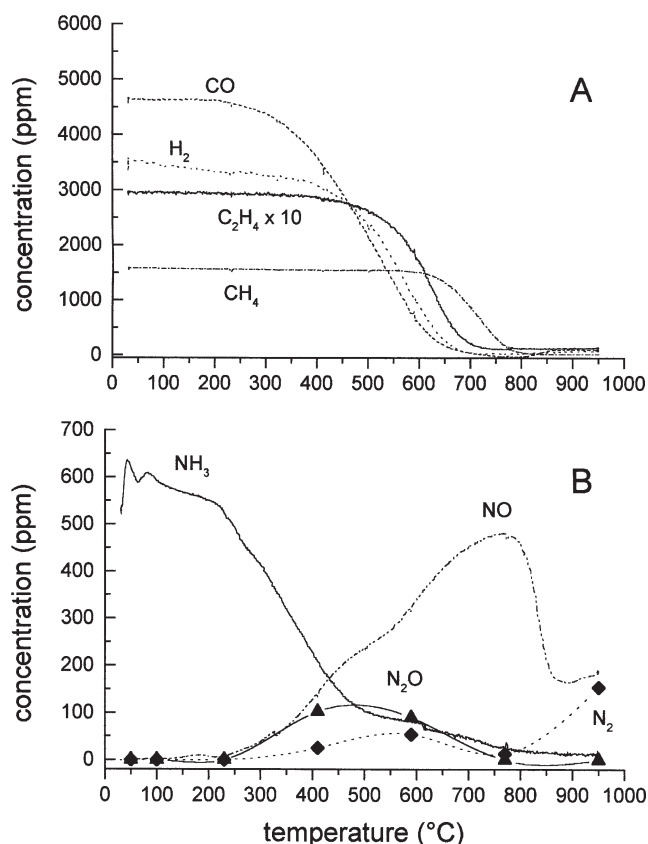 6000
5000
4000
3000
2000
1000
0
concentration (ppm)
CO
A
H₂
C₂H₄ x 10
CH₄
0 100 200 300 400 500 600 700 800 900 1000
700
600
500
400
300
200
100
0
concentration (ppm)
NH₃
B
NO
N₂O
N₂
0 100 200 300 400 500 600 700 800 900 1000
temperature (°C)